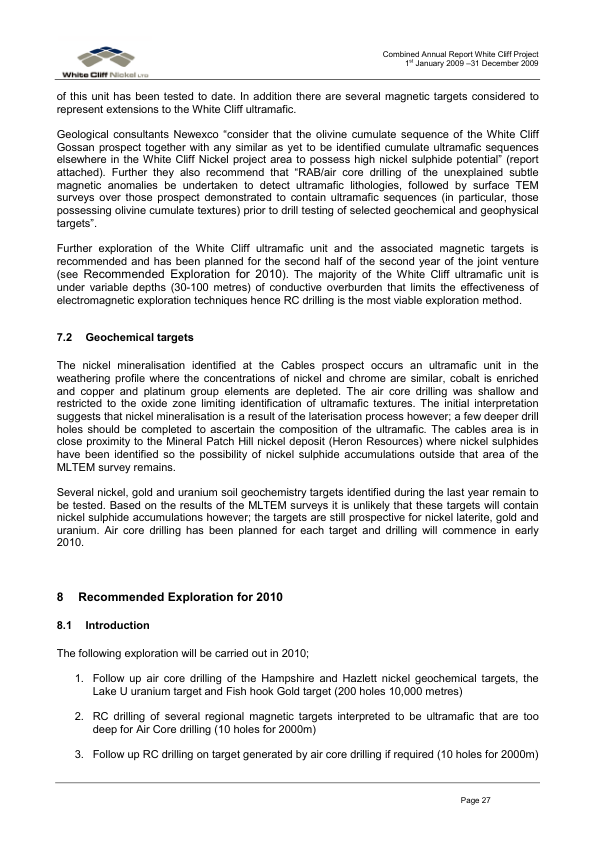 White Cliff Nickel LTD
Combined Annual Report White Cliff Project
1st January 2009 –31 December 2009
of this unit has been tested to date. In addition there are several magnetic targets considered to
represent extensions to the White Cliff ultramafic.
Geological consultants Newexco “consider that the olivine cumulate sequence of the White Cliff
Gossan prospect together with any similar as yet to be identified cumulate ultramafic sequences
elsewhere in the White Cliff Nickel project area to possess high nickel sulphide potential” (report
attached). Further they also recommend that “RAB/air core drilling of the unexplained subtle
magnetic anomalies be undertaken to detect ultramafic lithologies, followed by surface TEM
surveys over those prospect demonstrated to contain ultramafic sequences (in particular, those
possessing olivine cumulate textures) prior to drill testing of selected geochemical and geophysical
targets”.
Further exploration of the White Cliff ultramafic unit and the associated magnetic targets is
recommended and has been planned for the second half of the second year of the joint venture
(see Recommended Exploration for 2010). The majority of the White Cliff ultramafic unit is
under variable depths (30-100 metres) of conductive overburden that limits the effectiveness of
electromagnetic exploration techniques hence RC drilling is the most viable exploration method.
7.2 Geochemical targets
The nickel mineralisation identified at the Cables prospect occurs an ultramafic unit in the
weathering profile where the concentrations of nickel and chrome are similar, cobalt is enriched
and copper and platinum group elements are depleted. The air core drilling was shallow and
restricted to the oxide zone limiting identification of ultramafic textures. The initial interpretation
suggests that nickel mineralisation is a result of the laterisation process however; a few deeper drill
holes should be completed to ascertain the composition of the ultramafic. The cables area is in
close proximity to the Mineral Patch Hill nickel deposit (Heron Resources) where nickel sulphides
have been identified so the possibility of nickel sulphide accumulations outside that area of the
MLTEM survey remains.
Several nickel, gold and uranium soil geochemistry targets identified during the last year remain to
be tested. Based on the results of the MLTEM surveys it is unlikely that these targets will contain
nickel sulphide accumulations however; the targets are still prospective for nickel laterite, gold and
uranium. Air core drilling has been planned for each target and drilling will commence in early
2010.
8 Recommended Exploration for 2010
8.1 Introduction
The following exploration will be carried out in 2010;
1. Follow up air core drilling of the Hampshire and Hazlett nickel geochemical targets, the
Lake U uranium target and Fish hook Gold target (200 holes 10,000 metres)
2. RC drilling of several regional magnetic targets interpreted to be ultramafic that are too
deep for Air Core drilling (10 holes for 2000m)
3. Follow up RC drilling on target generated by air core drilling if required (10 holes for 2000m)
Page 27